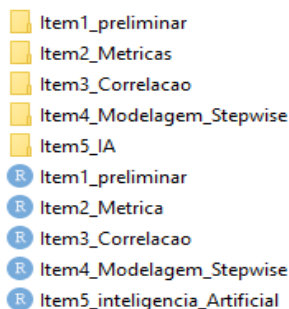 Item1_preliminar
Item2_Metricas
Item3_Correlacao
Item4_Modelagem_Stepwise
Item5_IA
R Item1_preliminar
R Item2_Metrica
R Item3_Correlacao
R Item4_Modelagem_Stepwise
R Item5_inteligencia_Artificial